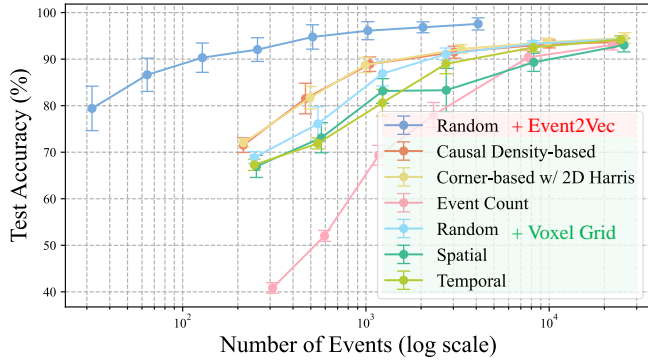 100
90
80
70
60
50
40
Test Accuracy (%)
Random + Event2Vec
Causal Density-based
Corner-based w/ 2D Harris
Event Count
Random
+ Voxel Grid
Spatial
Temporal
10² 10³ 10⁴
Number of Events (log scale)